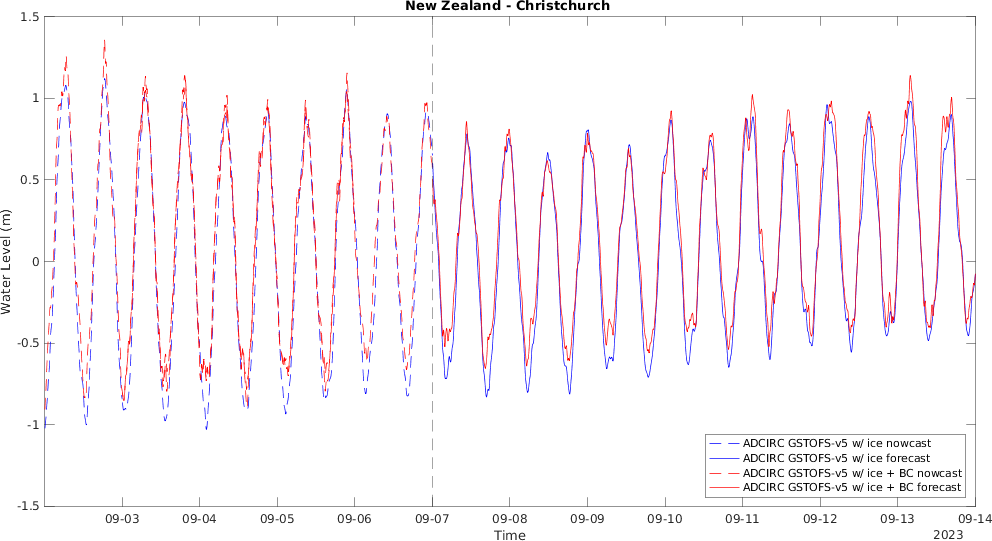 New Zealand - Christchurch
1.5
1
0.5
0
-0.5
-1
-1.5
Water Level (m)
ADCIRC GSTOFS-v5 w/ ice nowcast
ADCIRC GSTOFS-v5 w/ ice forecast
ADCIRC GSTOFS-v5 w/ ice + BC nowcast
ADCIRC GSTOFS-v5 w/ ice + BC forecast
09-03 09-04 09-05 09-06 09-07 09-08 09-09 09-10 09-11 09-12 09-13 09-14
Time
2023